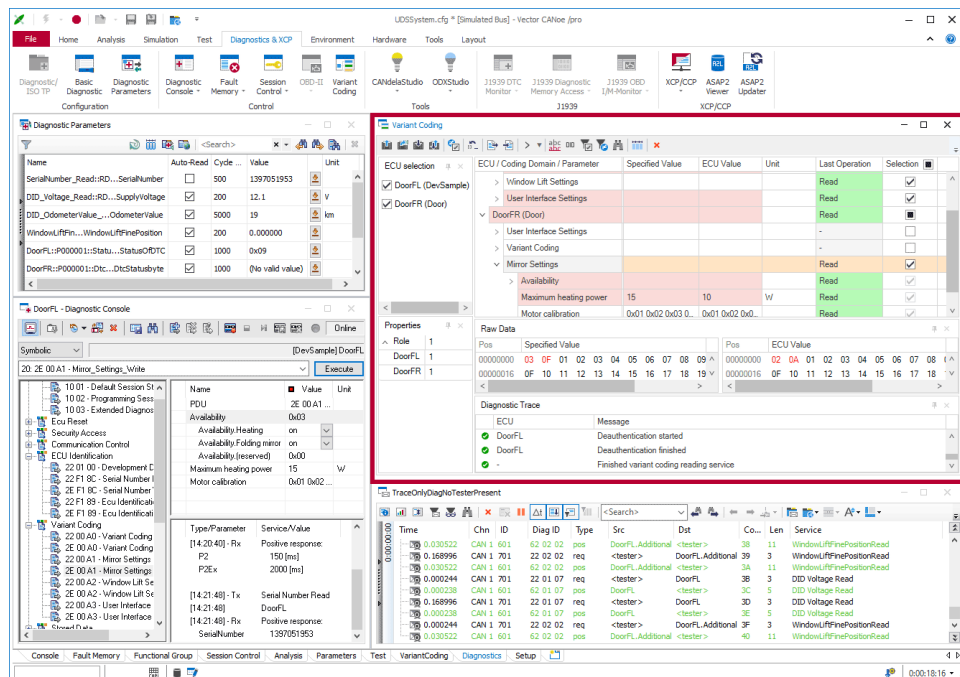 UDSSystem.cfg * [Simulated Bus] - Vector CANoe /pro
File Home Analysis Simulation Test Diagnostics & XCP Environment Hardware Tools Layout
Diagnostic/ ISO TP
Basic Diagnostic
Diagnostic Parameters
Configuration
Diagnostic Console
Fault Memory
Session Control
OBD-II
Variant Coding
Control
CANdelaStudio
ODXStudio
Tools
J1939 DTC Monitor
J1939 Diagnostic Memory Access
J1939 OBD I/M-Monitor
J1939
XCP/CCP
ASAP2 Viewer
ASAP2 Updater
XCP/CCP
Diagnostic Parameters
<Search>
Name Auto-Read Cycle ... Value Unit
SerialNumber_Read::RD...SerialNumber 500 1397051953
DID_Voltage_Read::RD...SupplyVoltage 200 12.1 V
DID_OdometerValue_...OdometerValue 5000 19 km
WindowLiftFin...WindowLiftFinePosition 200 0.000000
DoorFL::P000001::Statu...StatusOfDTC 1000 0x09
DoorFR::P000001::Dtc...DtcStatusbyte 1000 (No valid value)
Variant Coding
ECU selection
DoorFL (DevSample)
DoorFR (Door)
ECU / Coding Domain / Parameter Specified Value ECU Value Unit Last Operation Selection
Window Lift Settings Read
User Interface Settings Read
DoorFR (Door) Read
User Interface Settings -
Variant Coding -
Mirror Settings Read
Availability Read
Maximum heating power 15 10 W Read
Motor calibration 0x01 0x02 0x03 0... 0x01 0x02 0x0... Read
Properties
Role 1
DoorFL 1
DoorFR 1
Raw Data
Pos Specified Value
00000000 03 0F 01 02 03 04 05 06 07 08 09
00000016 0F 10 11 12 13 14 15 16 17 18 19
Pos ECU Value
00000000 02 0A 01 02 03 04 05 06 07 08
00000016 0F 10 11 12 13 14 15 16 17 18
Diagnostic Trace
ECU Message
DoorFL Deauthentication started
DoorFL Deauthentication finished
- Finished variant coding reading service
DoorFL - Diagnostic Console
Online
Symbolic
[DevSample] DoorFL
20: 2E 00 A1 - Mirror_Settings_Write
Execute
10 01 - Default Session St
10 02 - Programming Sess
10 03 - Extended Diagnos
Ecu Reset
Security Access
Communication Control
ECU Identification
22 01 00 - Development D
22 F1 8C - Serial Number I
2E F1 8C - Serial Number
22 F1 89 - Ecu Identificati
2E F1 89 - Ecu Identificati
Variant Coding
22 00 A0 - Variant Coding
2E 00 A0 - Variant Coding
22 00 A1 - Mirror Settings
2E 00 A1 - Mirror Settings
22 00 A2 - Window Lift Se
2E 00 A2 - Window Lift Se
22 00 A3 - User Interface
2E 00 A3 - User Interface
Stored Data
Name Value Unit
PDU 2E 00 A1 ...
Availability 0x03
Availability.Heating on
Availability.Folding mirror on
Availability.(reserved) 0x00
Maximum heating power 15 W
Motor calibration 0x01 0x02 ...
Type/Parameter Service/Value
[14:20:40] - Rx Positive response:
P2 150 [ms]
P2Ex 2000 [ms]
[14:21:48] - Tx Serial Number Read
[14:21:48] DoorFL
[14:21:48] - Rx Positive response:
SerialNumber 1397051953
TraceOnlyDiagNoTesterPresent
Δt
<Search>
0:00:00:00
Time Chn ID Diag ID Type Src Dst Co... Len Service
0.030522 CAN 1 601 62 02 02 pos DoorFL.Additional <tester> 38 11 WindowLiftFinePositionRead
0.168996 CAN 1 701 22 02 02 req <tester> DoorFL.Additional 39 3 WindowLiftFinePositionRead
0.030522 CAN 1 601 62 02 02 pos DoorFL.Additional <tester> 3A 11 WindowLiftFinePositionRead
0.000244 CAN 1 701 22 01 07 req <tester> DoorFL 3B 3 DID Voltage Read
0.000238 CAN 1 601 62 01 07 pos DoorFL <tester> 3C 5 DID Voltage Read
0.168996 CAN 1 701 22 01 07 req <tester> DoorFL 3D 3 DID Voltage Read
0.000238 CAN 1 601 62 01 07 pos DoorFL <tester> 3E 5 DID Voltage Read
0.000244 CAN 1 701 22 02 02 req <tester> DoorFL.Additional 3F 3 WindowLiftFinePositionRead
0.030522 CAN 1 601 62 02 02 pos DoorFL.Additional <tester> 40 11 WindowLiftFinePositionRead
Console Fault Memory Functional Group Session Control Analysis Parameters Test VariantCoding Diagnostics Setup
0:00:18:16